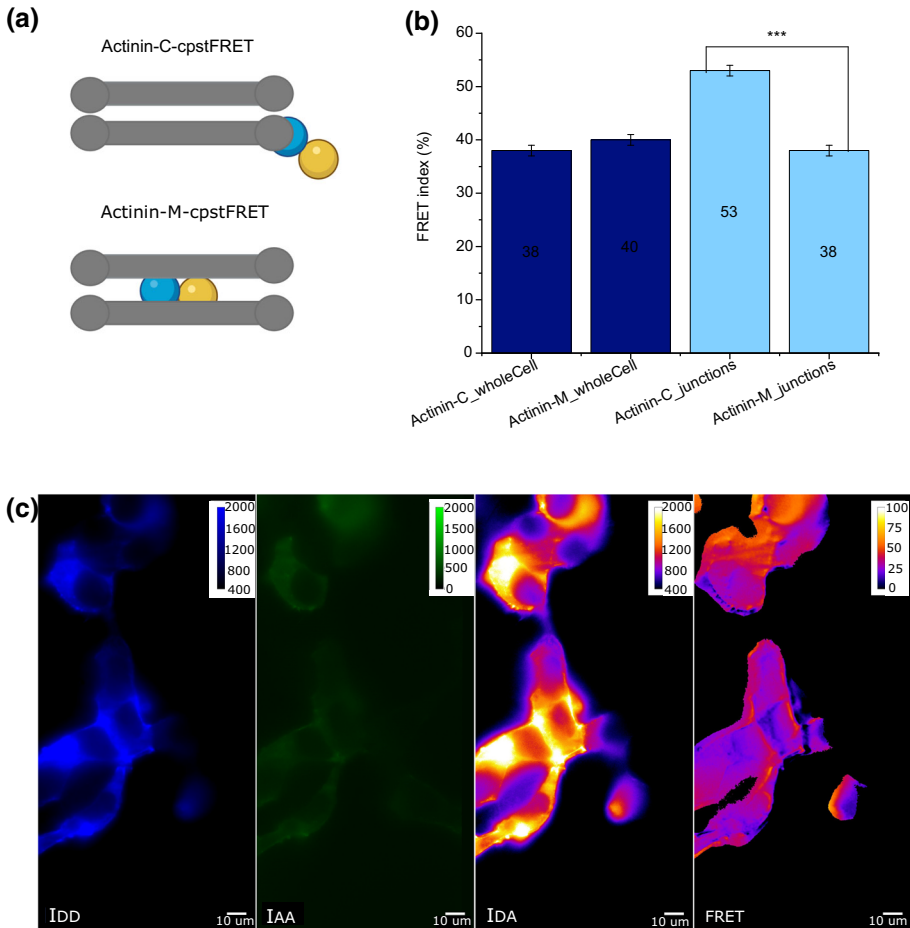 (a)
Actinin-C-cpstFRET
Actinin-M-cpstFRET
(b)
60
50
40
30
20
10
0
FRET index (%)
***
38
40
53
38
Actinin-C_wholeCell
Actinin-M_wholeCell
Actinin-C_junctions
Actinin-M_junctions
(c)
2000
1600
1200
800
400
IDD
10 um
2000
1500
1000
500
0
IAA
10 um
2000
1600
1200
800
400
IDA
10 um
100
75
50
25
0
FRET
10 um